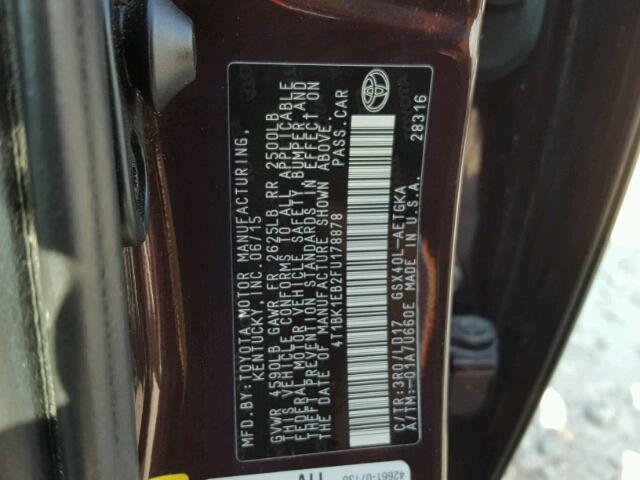 MFD. BY: TOYOTA MOTOR MANUFACTURING,
KENTUCKY, INC. 06/15
GVWR 4590LB GAWR FR 2625LB RR 2500LB
THIS VEHICLE CONFORMS TO ALL APPLICABLE
FEDERAL MOTOR VEHICLE SAFETY, BUMPER, AND
THEFT PREVENTION STANDARDS IN EFFECT ON
THE DATE OF MANUFACTURE SHOWN ABOVE.
4T1BK1EB2FU178878 PASS. CAR
C/TR: 3R0/LD17 GSX40L-AETGKA
A/TM: -01A/U660E MADE IN U.S.A. 28316
TOYOTA